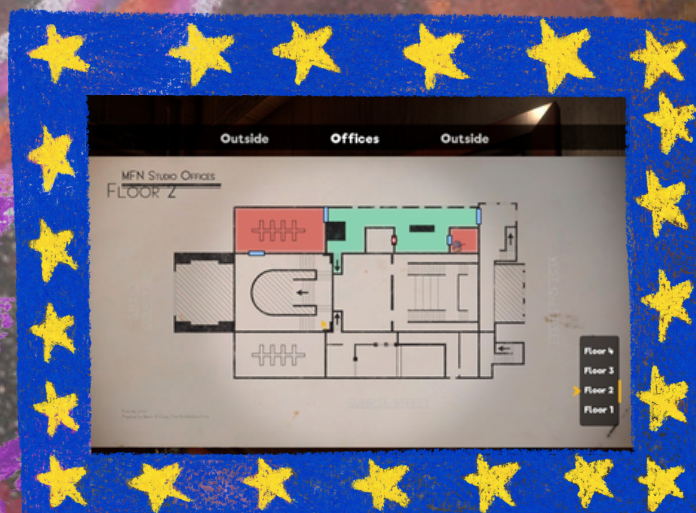 Outside Offices Outside
MFN Studio Offices
Floor 2
Floor 4
Floor 3
Floor 2
Floor 1